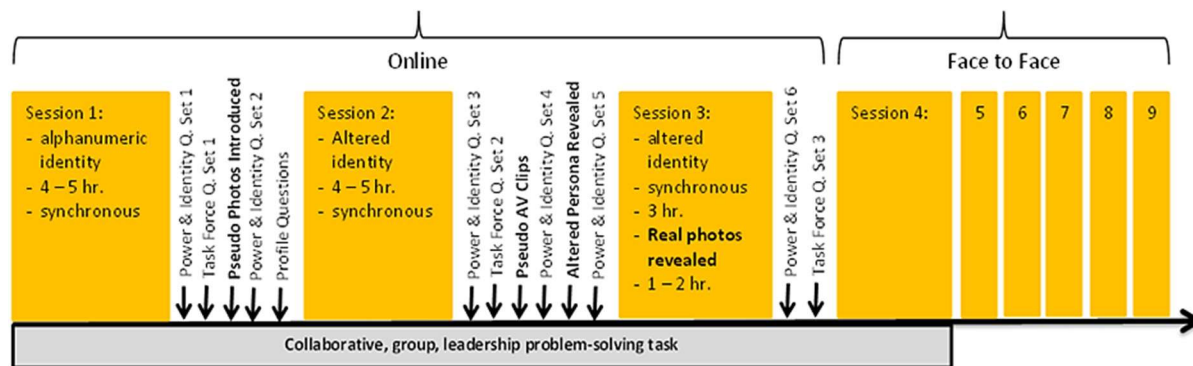 Online
Face to Face
Session 1:
- alphanumeric
identity
- 4 – 5 hr.
- synchronous
Power & Identity Q. Set 1
Task Force Q. Set 1
Pseudo Photos Introduced
Power & Identity Q. Set 2
Profile Questions
Session 2:
- Altered
identity
- 4 – 5 hr.
- synchronous
Power & Identity Q. Set 3
Task Force Q. Set 2
Pseudo AV Clips
Power & Identity Q. Set 4
Altered Persona Revealed
Power & Identity Q. Set 5
Session 3:
- altered
identity
- synchronous
- 3 hr.
- Real photos
revealed
- 1 – 2 hr.
Power & Identity Q. Set 6
Task Force Q. Set 3
Session 4:
5
6
7
8
9
Collaborative, group, leadership problem-solving task